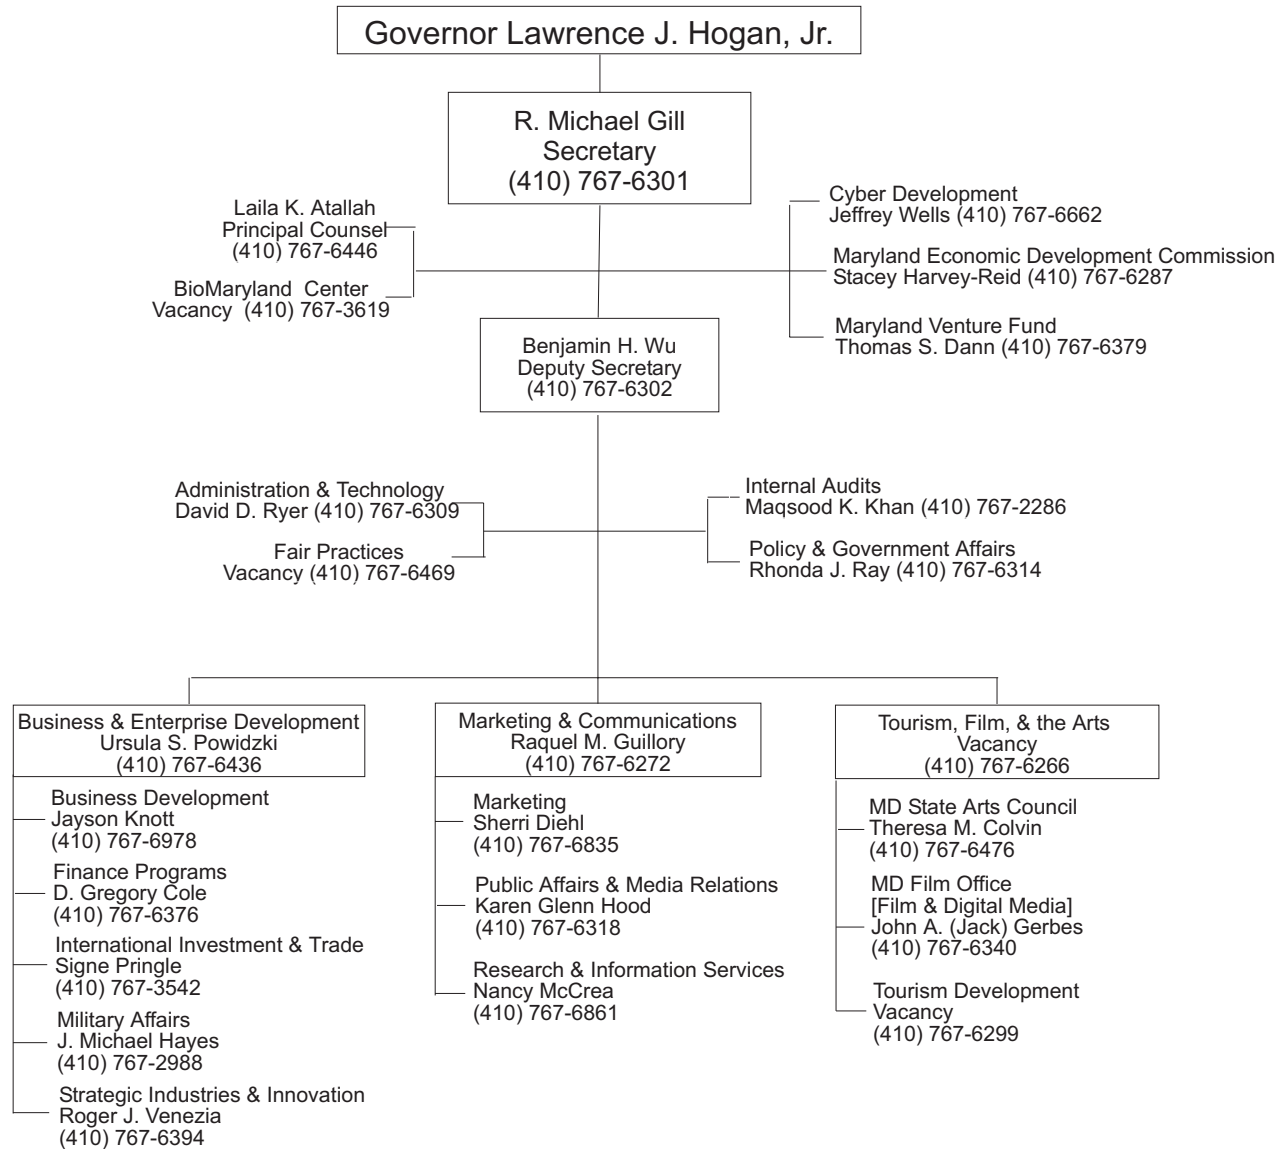 Governor Lawrence J. Hogan, Jr.
R. Michael Gill
Secretary
(410) 767-6301
Laila K. Atallah
Principal Counsel
(410) 767-6446
BioMaryland Center
Vacancy (410) 767-3619
Cyber Development
Jeffrey Wells (410) 767-6662
Maryland Economic Development Commission
Stacey Harvey-Reid (410) 767-6287
Maryland Venture Fund
Thomas S. Dann (410) 767-6379
Benjamin H. Wu
Deputy Secretary
(410) 767-6302
Administration & Technology
David D. Ryer (410) 767-6309
Fair Practices
Vacancy (410) 767-6469
Internal Audits
Maqsood K. Khan (410) 767-2286
Policy & Government Affairs
Rhonda J. Ray (410) 767-6314
Business & Enterprise Development
Ursula S. Powidzki
(410) 767-6436
Business Development
Jayson Knott
(410) 767-6978
Finance Programs
D. Gregory Cole
(410) 767-6376
International Investment & Trade
Signe Pringle
(410) 767-3542
Military Affairs
J. Michael Hayes
(410) 767-2988
Strategic Industries & Innovation
Roger J. Venezia
(410) 767-6394
Marketing & Communications
Raquel M. Guillory
(410) 767-6272
Marketing
Sherri Diehl
(410) 767-6835
Public Affairs & Media Relations
Karen Glenn Hood
(410) 767-6318
Research & Information Services
Nancy McCrea
(410) 767-6861
Tourism, Film, & the Arts
Vacancy
(410) 767-6266
MD State Arts Council
Theresa M. Colvin
(410) 767-6476
MD Film Office
[Film & Digital Media]
John A. (Jack) Gerbes
(410) 767-6340
Tourism Development
Vacancy
(410) 767-6299